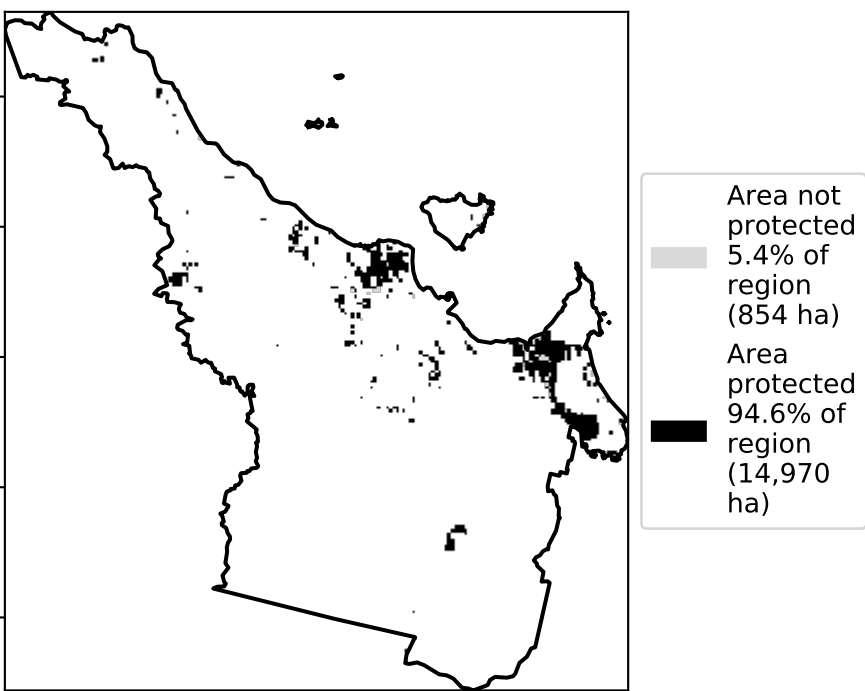 Area not
protected
5.4% of
region
(854 ha)
Area
protected
94.6% of
region
(14,970
ha)